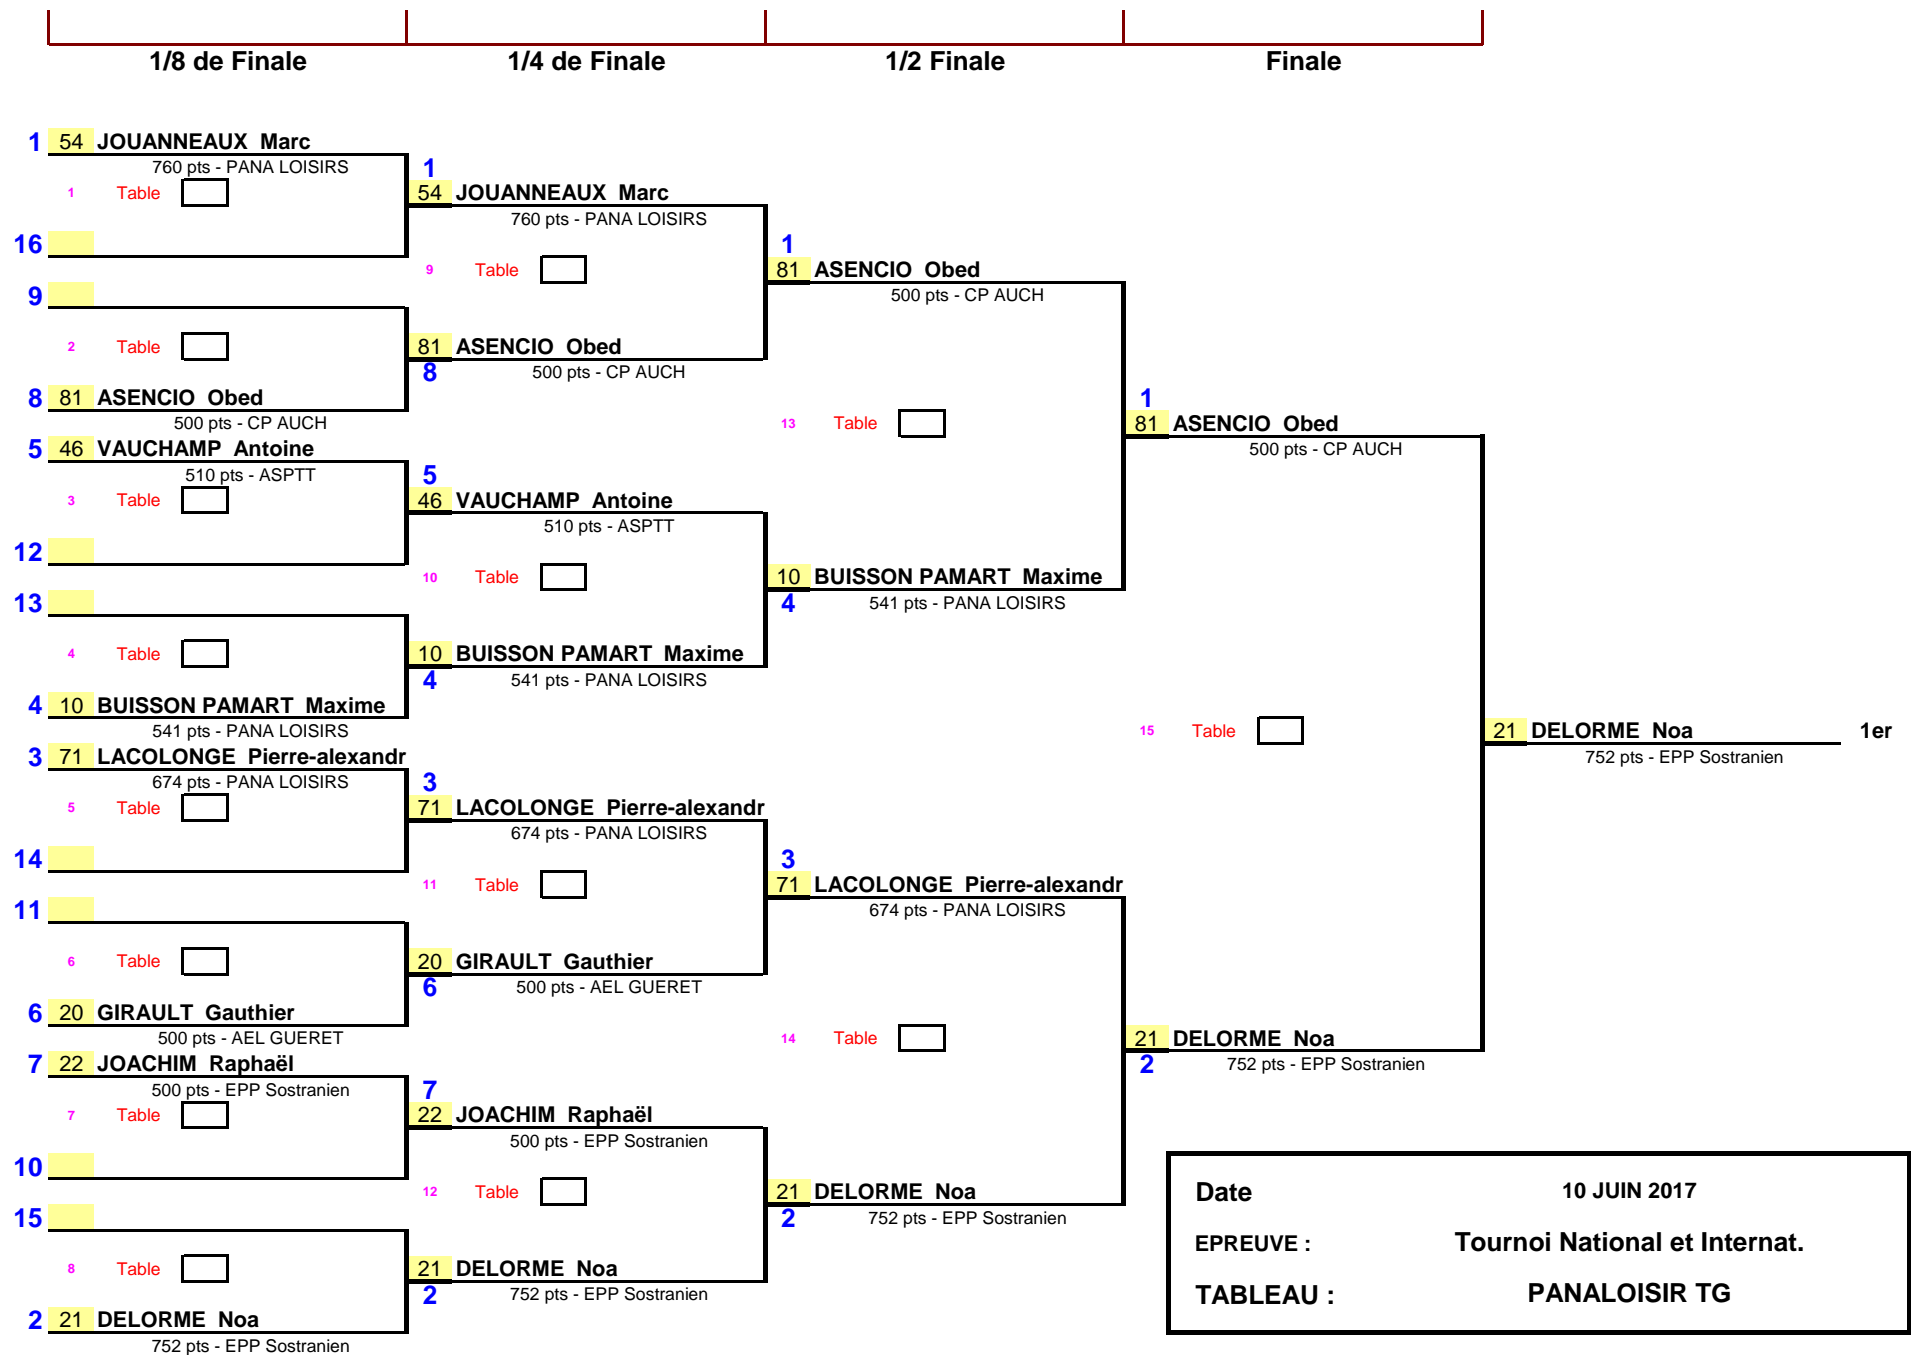 1/8 de Finale 1/4 de Finale 1/2 Finale Finale
1 54 JOUANNEAUX Marc
760 pts - PANA LOISIRS
1 Table
16
9
2 Table
8 81 ASENCIO Obed
500 pts - CP AUCH
5 46 VAUCHAMP Antoine
510 pts - ASPTT
3 Table
12
13
4 Table
4 10 BUISSON PAMART Maxime
541 pts - PANA LOISIRS
3 71 LACOLONGE Pierre-alexandr
674 pts - PANA LOISIRS
5 Table
14
11
6 Table
6 20 GIRAULT Gauthier
500 pts - AEL GUERET
7 22 JOACHIM Raphaël
500 pts - EPP Sostranien
7 Table
10
15
8 Table
2 21 DELORME Noa
752 pts - EPP Sostranien
1
54 JOUANNEAUX Marc
760 pts - PANA LOISIRS
9 Table
81 ASENCIO Obed
8 500 pts - CP AUCH
5
46 VAUCHAMP Antoine
510 pts - ASPTT
10 Table
10 BUISSON PAMART Maxime
4 541 pts - PANA LOISIRS
3
71 LACOLONGE Pierre-alexandr
674 pts - PANA LOISIRS
11 Table
20 GIRAULT Gauthier
6 500 pts - AEL GUERET
7
22 JOACHIM Raphaël
500 pts - EPP Sostranien
12 Table
21 DELORME Noa
2 752 pts - EPP Sostranien
1
81 ASENCIO Obed
500 pts - CP AUCH
13 Table
10 BUISSON PAMART Maxime
4 541 pts - PANA LOISIRS
3
71 LACOLONGE Pierre-alexandr
674 pts - PANA LOISIRS
14 Table
21 DELORME Noa
2 752 pts - EPP Sostranien
1
81 ASENCIO Obed
500 pts - CP AUCH
15 Table
21 DELORME Noa
2 752 pts - EPP Sostranien
21 DELORME Noa 1er
752 pts - EPP Sostranien
Date 10 JUIN 2017
EPREUVE : Tournoi National et Internat.
TABLEAU : PANALOISIR TG